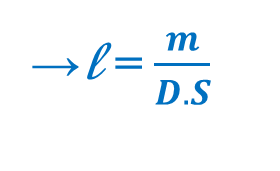 → ℓ = m / D.S